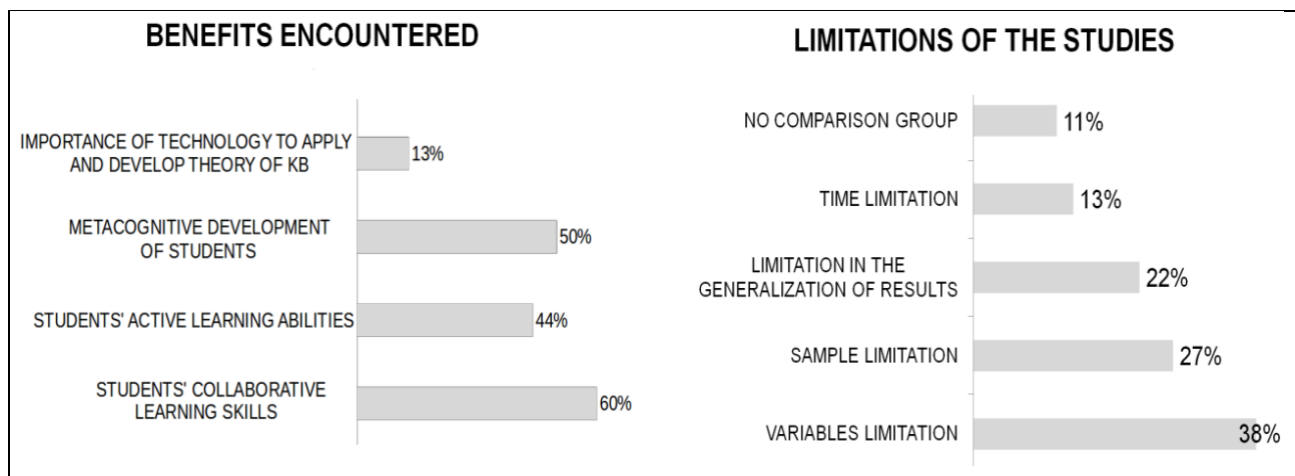 BENEFITS ENCOUNTERED
IMPORTANCE OF TECHNOLOGY TO APPLY
AND DEVELOP THEORY OF KB
13%
METACOGNITIVE DEVELOPMENT
OF STUDENTS
50%
STUDENTS' ACTIVE LEARNING ABILITIES
44%
STUDENTS' COLLABORATIVE
LEARNING SKILLS
60%
LIMITATIONS OF THE STUDIES
NO COMPARISON GROUP
11%
TIME LIMITATION
13%
LIMITATION IN THE
GENERALIZATION OF RESULTS
22%
SAMPLE LIMITATION
27%
VARIABLES LIMITATION
38%